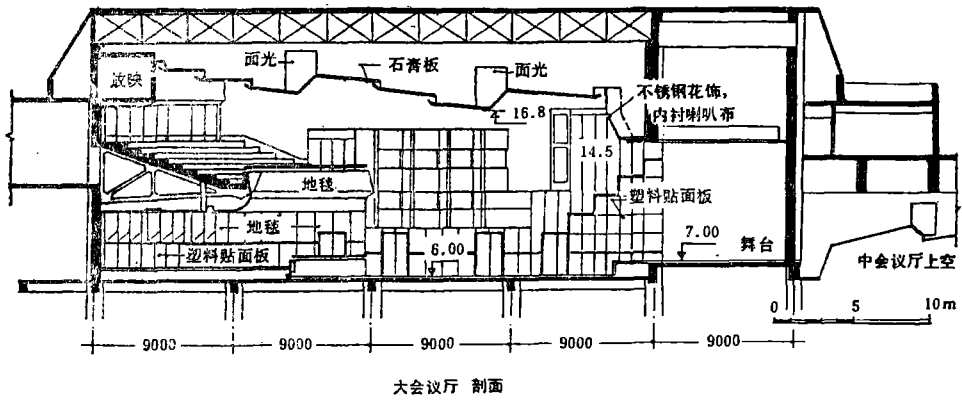 面光
石膏板
面光
放映
不锈钢花饰,
内衬喇叭布
16.8
14.5
地毯
塑料贴面板
地毯
7.00
舞台
塑料贴面板
6.00
中会议厅上空
0 5 10m
9000 9000 9000 9000 9000
大会议厅 剖面